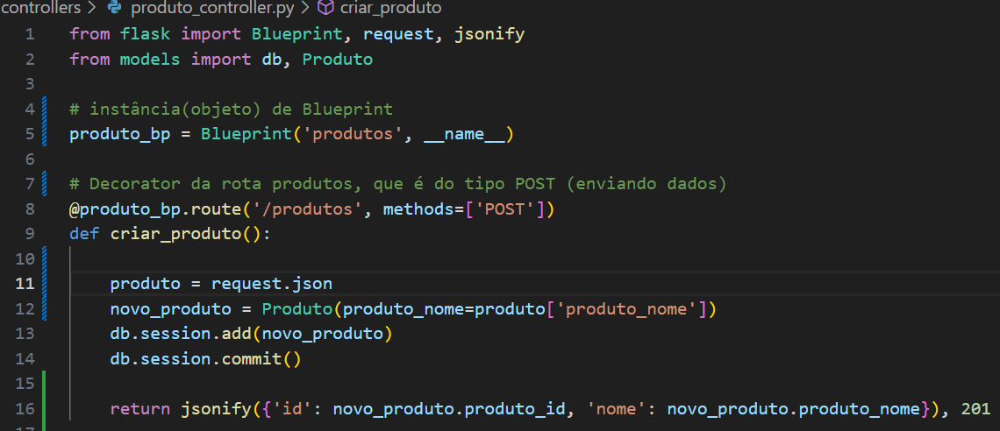 controllers > produto_controller.py > criar_produto
1 from flask import Blueprint, request, jsonify
2 from models import db, Produto
3
4 # instância(objeto) de Blueprint
5 produto_bp = Blueprint('produtos', __name__)
6
7 # Decorator da rota produtos, que é do tipo POST (enviando dados)
8 @produto_bp.route('/produtos', methods=['POST'])
9 def criar_produto():
10
11     produto = request.json
12     novo_produto = Produto(produto_nome=produto['produto_nome'])
13     db.session.add(novo_produto)
14     db.session.commit()
15
16     return jsonify({'id': novo_produto.produto_id, 'nome': novo_produto.produto_nome}), 201
17